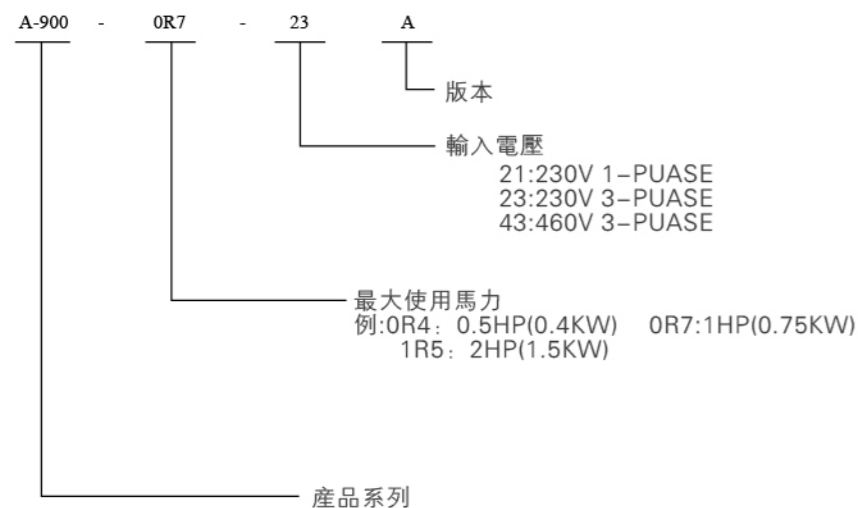 A-900 - 0R7 - 23 A
版本
輸入電壓
21:230V 1-PUASE
23:230V 3-PUASE
43:460V 3-PUASE
最大使用馬力
例:0R4：0.5HP(0.4KW) 0R7:1HP(0.75KW)
1R5：2HP(1.5KW)
産品系列